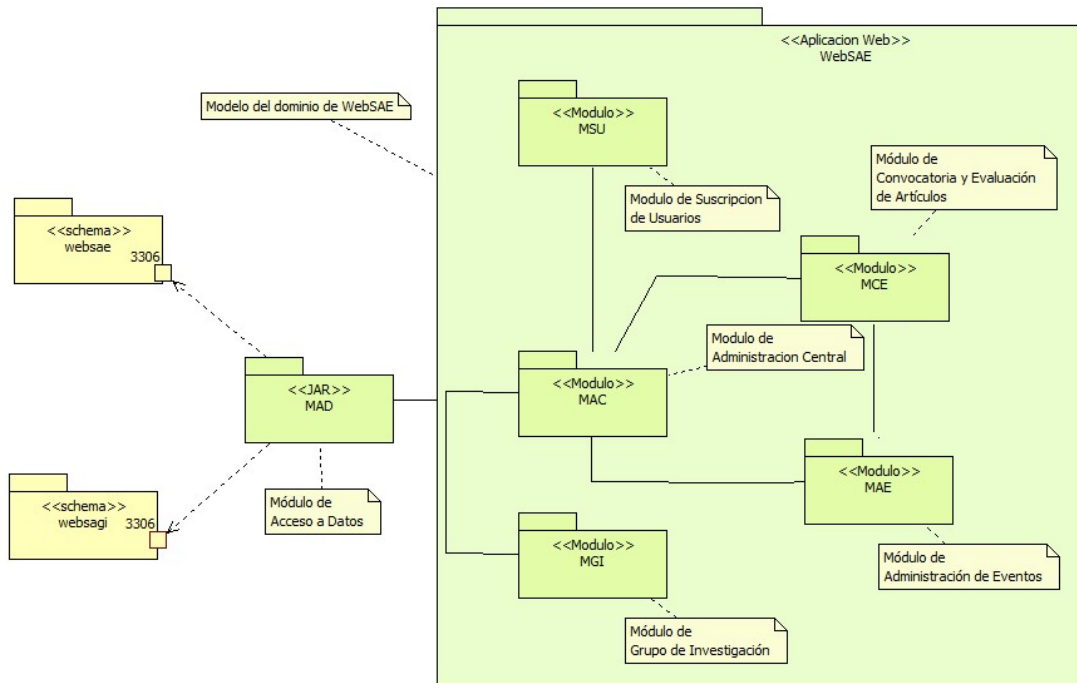 <<Aplicacion Web>>
WebSAE
Modelo del dominio de WebSAE
<<Modulo>>
MSU
Modulo de Suscripcion
de Usuarios
Módulo de
Convocatoria y Evaluación
de Artículos
<<schema>>
websae
3306
<<Modulo>>
MCE
Modulo de
Administracion Central
<<JAR>>
MAD
<<Modulo>>
MAC
<<Modulo>>
MAE
<<schema>>
websagi
3306
Módulo de
Acceso a Datos
<<Modulo>>
MGI
Módulo de
Administración de Eventos
Módulo de
Grupo de Investigación